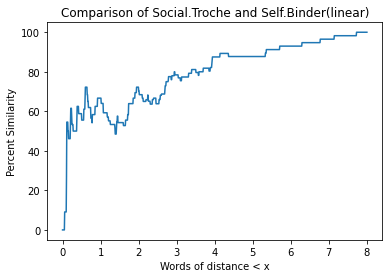 Comparison of Social.Troche and Self.Binder(linear)
100
80
60
40
20
0
Percent Similarity
0 1 2 3 4 5 6 7 8
Words of distance < x